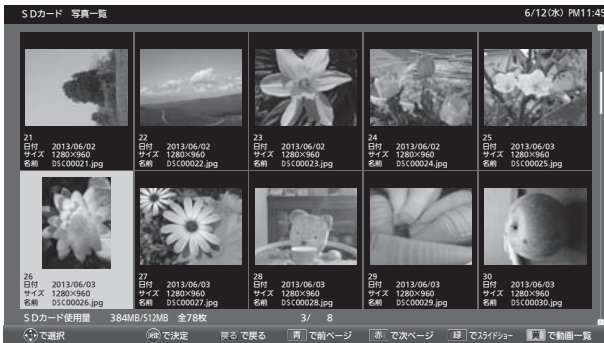 SDカード 写真一覧 6/12(水) PM11:45
21 22 23 24 25
日付 2013/06/02 日付 2013/06/02 日付 2013/06/02 日付 2013/06/02 日付 2013/06/03
サイズ 1280×960 サイズ 1280×960 サイズ 1280×960 サイズ 1280×960 サイズ 1280×960
名前 DSC00021.jpg 名前 DSC00022.jpg 名前 DSC00023.jpg 名前 DSC00024.jpg 名前 DSC00025.jpg
26 27 28 29 30
日付 2013/06/03 日付 2013/06/03 日付 2013/06/03 日付 2013/06/03 日付 2013/06/03
サイズ 1280×960 サイズ 1280×960 サイズ 1280×960 サイズ 1280×960 サイズ 1280×960
名前 DSC00026.jpg 名前 DSC00027.jpg 名前 DSC00028.jpg 名前 DSC00029.jpg 名前 DSC00030.jpg
SDカード使用量 384MB/512MB 全78枚 3/ 8
で選択 決定 で決定 戻る で戻る 青 で前ページ 赤 で次ページ 緑 でスライドショー 黄 で動画一覧